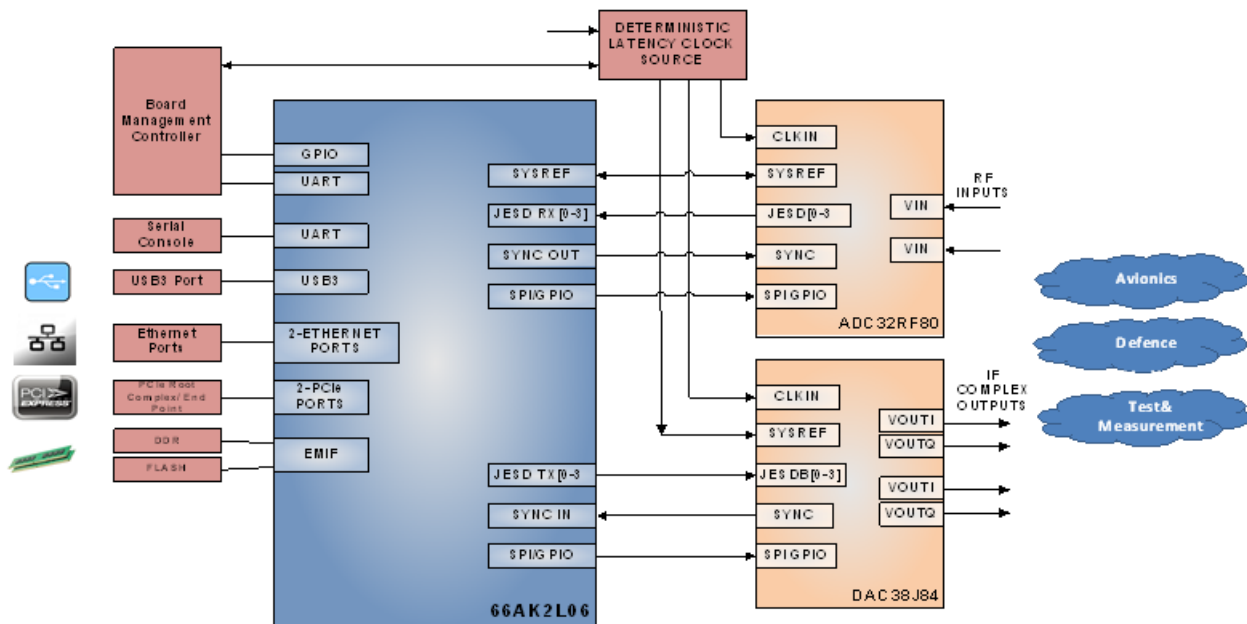 DETERMINISTIC
LATENCY CLOCK
SOURCE
Board
Management
Controller
GPIO
UART
Serial
Console
UART
USB3 Port
USB3
Ethernet
Ports
2-ETHERNET
PORTS
PCIe Root
Complex/End
Point
2-PCIe
PORTS
DDR
FLASH
EMIF
PCI
EXPRESS
SYSREF
JESD RX [0-3]
SYNC OUT
SPI/GPIO
JESD TX[0-3
SYNC IN
SPI/GPIO
66AK2L06
CLKIN
SYSREF
JESD[0-3
SYNC
SPIGPIO
VIN
VIN
RF
INPUTS
ADC32RF80
CLKIN
SYSREF
JESDB[0-3]
SYNC
SPIGPIO
VOUTI
VOUTQ
VOUTI
VOUTQ
IF
COMPLEX
OUTPUTS
DAC38J84
Avionics
Defence
Test&
Measurement